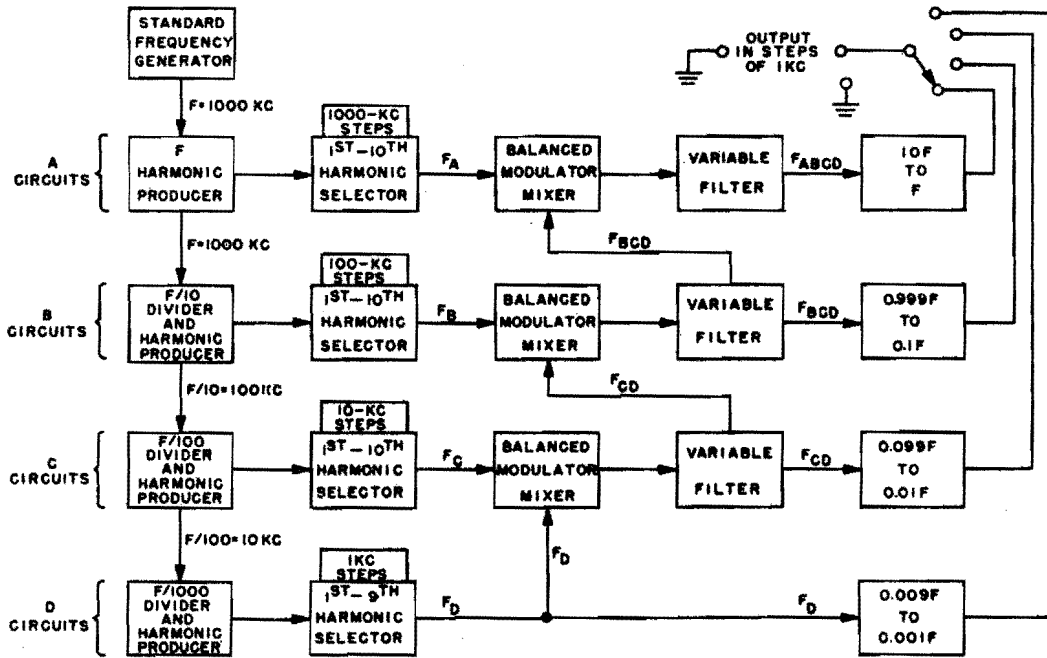 STANDARD
FREQUENCY
GENERATOR
OUTPUT
IN STEPS
OF 1KC
F=1000 KC
A
CIRCUITS
F
HARMONIC
PRODUCER
1000-KC
STEPS
1ST-10TH
HARMONIC
SELECTOR
FA
BALANCED
MODULATOR
MIXER
VARIABLE
FILTER
FABCD
10F
TO
F
F=1000 KC
FBCD
B
CIRCUITS
F/10
DIVIDER
AND
HARMONIC
PRODUCER
100-KC
STEPS
1ST-10TH
HARMONIC
SELECTOR
FB
BALANCED
MODULATOR
MIXER
VARIABLE
FILTER
FBCD
0.999F
TO
0.1F
F/10=100KC
FCD
C
CIRCUITS
F/100
DIVIDER
AND
HARMONIC
PRODUCER
10-KC
STEPS
1ST-10TH
HARMONIC
SELECTOR
FC
BALANCED
MODULATOR
MIXER
VARIABLE
FILTER
FCD
0.099F
TO
0.01F
F/100=10 KC
FD
D
CIRCUITS
F/1000
DIVIDER
AND
HARMONIC
PRODUCER
1KC
STEPS
1ST-9TH
HARMONIC
SELECTOR
FD
FD
0.009F
TO
0.001F